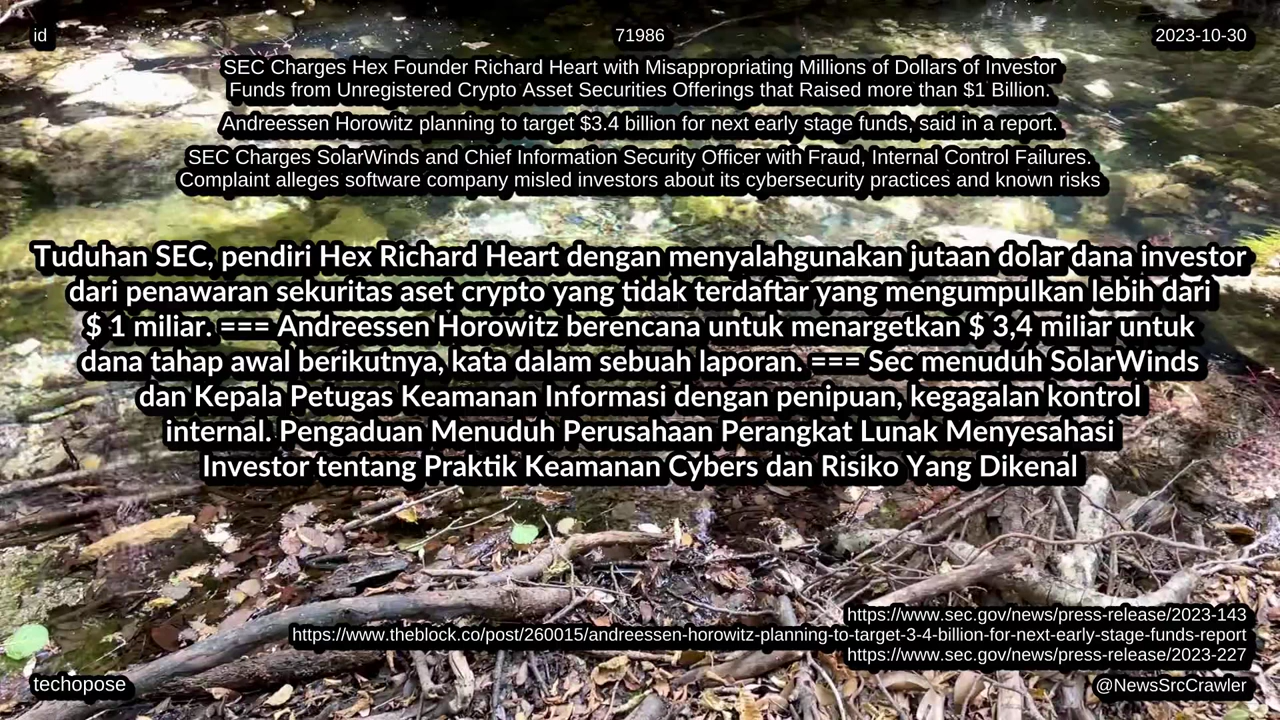 id
71986
2023-10-30
SEC Charges Hex Founder Richard Heart with Misappropriating Millions of Dollars of Investor
Funds from Unregistered Crypto Asset Securities Offerings that Raised more than $1 Billion.
Andreessen Horowitz planning to target $3.4 billion for next early stage funds, said in a report.
SEC Charges SolarWinds and Chief Information Security Officer with Fraud, Internal Control Failures.
Complaint alleges software company misled investors about its cybersecurity practices and known risks
Tuduhan SEC, pendiri Hex Richard Heart dengan menyalahgunakan jutaan dolar dana investor
dari penawaran sekuritas aset crypto yang tidak terdaftar yang mengumpulkan lebih dari
$ 1 miliar. === Andreessen Horowitz berencana untuk menargetkan $ 3,4 miliar untuk
dana tahap awal berikutnya, kata dalam sebuah laporan. === Sec menuduh SolarWinds
dan Kepala Petugas Keamanan Informasi dengan penipuan, kegagalan kontrol
internal. Pengaduan Menuduh Perusahaan Perangkat Lunak Menyesahasi
Investor tentang Praktik Keamanan Cybers dan Risiko Yang Dikenal
https://www.sec.gov/news/press-release/2023-143
https://www.theblock.co/post/260015/andreessen-horowitz-planning-to-target-3-4-billion-for-next-early-stage-funds-report
https://www.sec.gov/news/press-release/2023-227
techopose
@NewsSrcCrawler